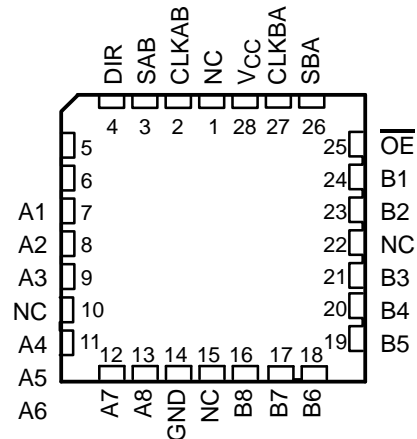 DIR SAB CLKAB NC VCC CLKBA SBA
4 3 2 1 28 27 26
5 25 OE
6 24 B1
A1 7 23 B2
A2 8 22 NC
A3 9 21 B3
NC 10 20 B4
A4 11 19 B5
12 13 14 15 16 17 18
A5
A6
A7 A8 GND NC B8 B7 B6